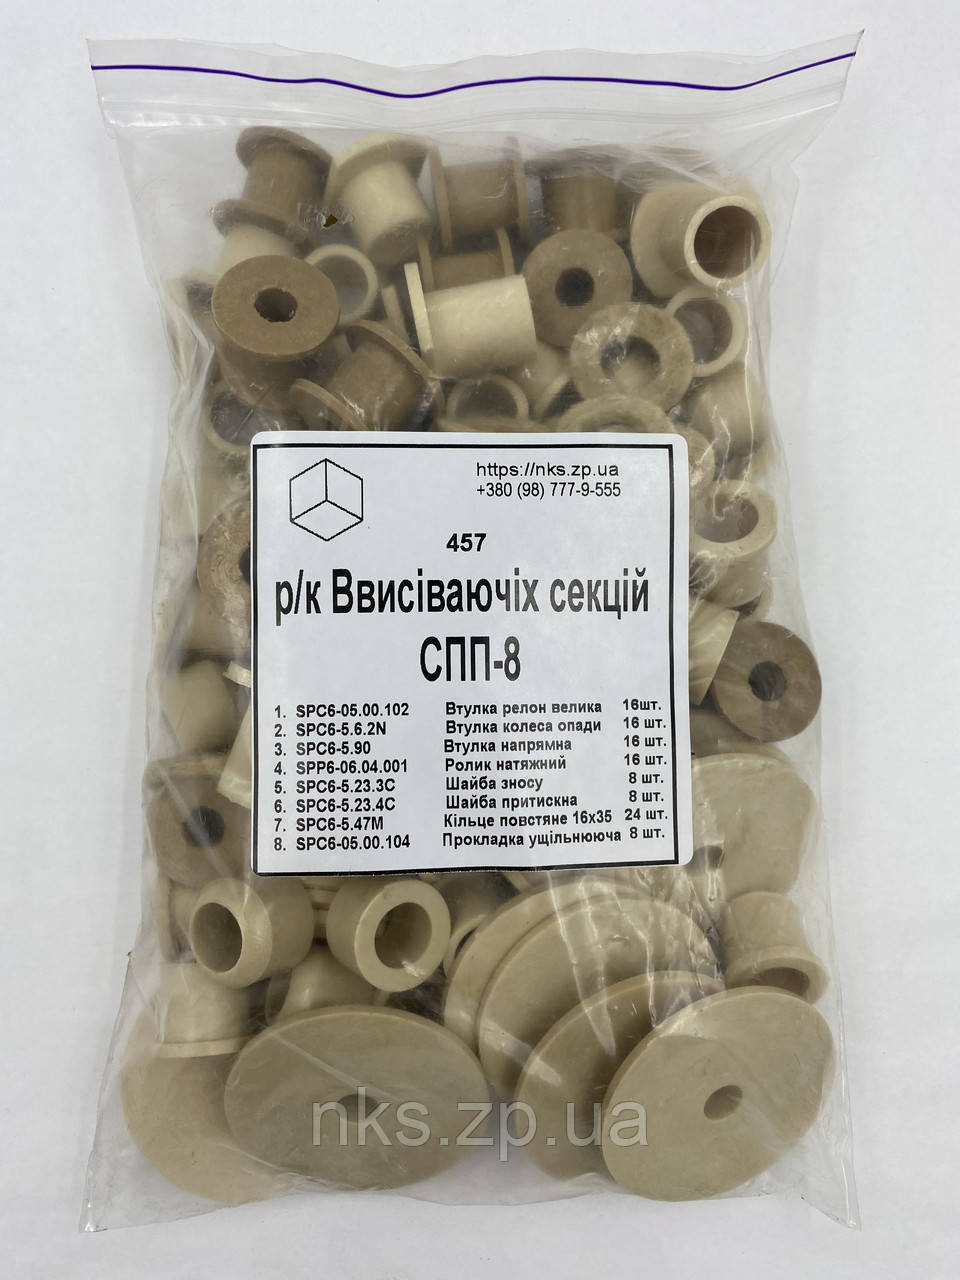 https://nks.zp.ua
+380 (98) 777-9-555
457
р/к Ввисіваючіх секцій
СПП-8
1. SPC6-05.00.102 Втулка релон велика 16шт.
2. SPC6-5.6.2N Втулка колеса опади 16 шт.
3. SPC6-5.90 Втулка напрямна 16 шт.
4. SPP6-06.04.001 Ролик натяжний 16 шт.
5. SPC6-5.23.3C Шайба зносу 8 шт.
6. SPC6-5.23.4C Шайба притискна 8 шт.
7. SPC6-5.47M Кільце повстяне 16х35 24 шт.
8. SPC6-05.00.104 Прокладка ущільнююча 8 шт.
nks.zp.ua